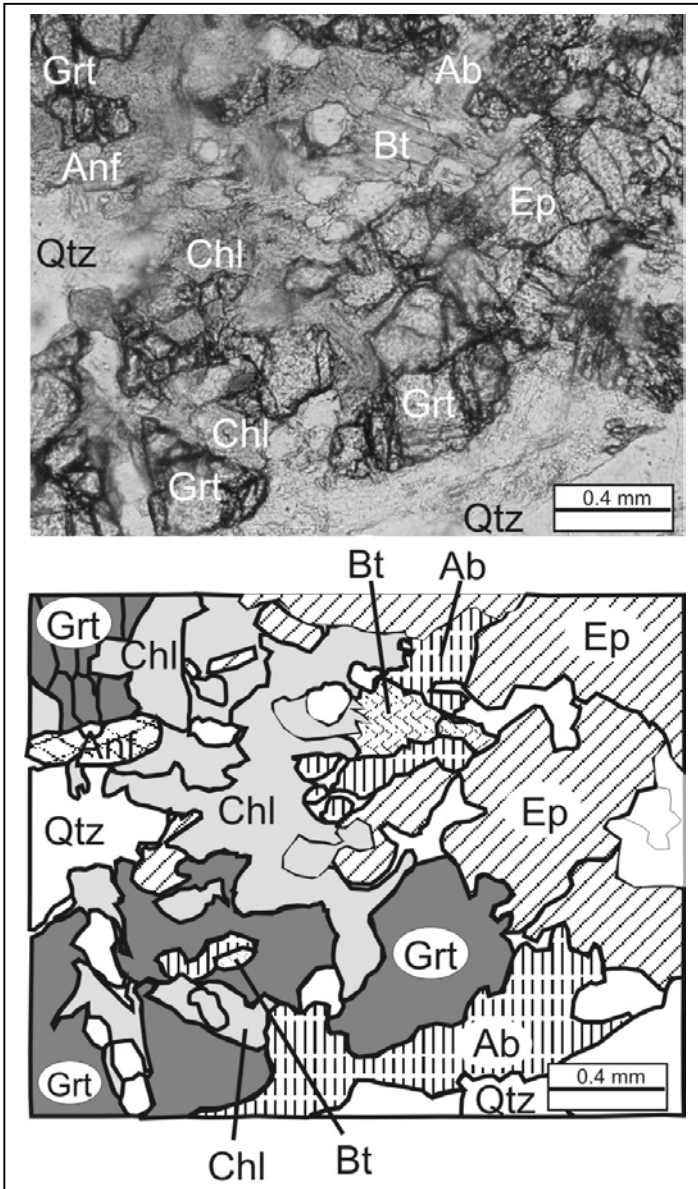 Grt
Ab
Bt
Anf
Ep
Qtz
Chl
Grt
Chl
Grt
0.4 mm
Qtz
Bt
Ab
Grt
Chl
Ep
Anf
Qtz
Chl
Ep
Grt
Ab
0.4 mm
Grt
Qtz
Chl
Bt